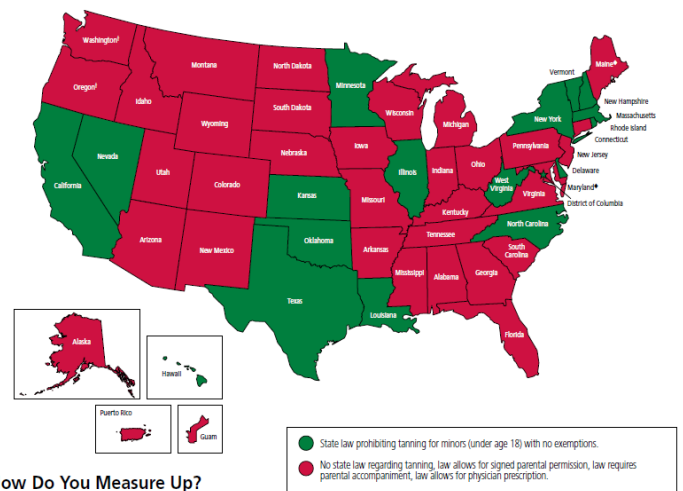 Washington‡
Montana
North Dakota
Minnesota
Vermont
Maine*
Oregon‡
Idaho
South Dakota
Wisconsin
Michigan
New York
New Hampshire
Massachusetts
Rhode Island
Connecticut
Wyoming
Iowa
Pennsylvania
New Jersey
Nevada
Nebraska
Ohio
Delaware
Utah
Illinois
Indiana
Maryland*
California
Colorado
West
Virginia
Virginia
District of Columbia
Kansas
Missouri
Kentucky
North Carolina
Tennessee
Arizona
New Mexico
Oklahoma
Arkansas
South
Carolina
Mississippi
Alabama
Georgia
Texas
Louisiana
Florida
Alaska
Hawaii
Puerto Rico
Guam
State law prohibiting tanning for minors (under age 18) with no exemptions.
No state law regarding tanning, law allows for signed parental permission, law requires
parental accompaniment, law allows for physician prescription.
ow Do You Measure Up?